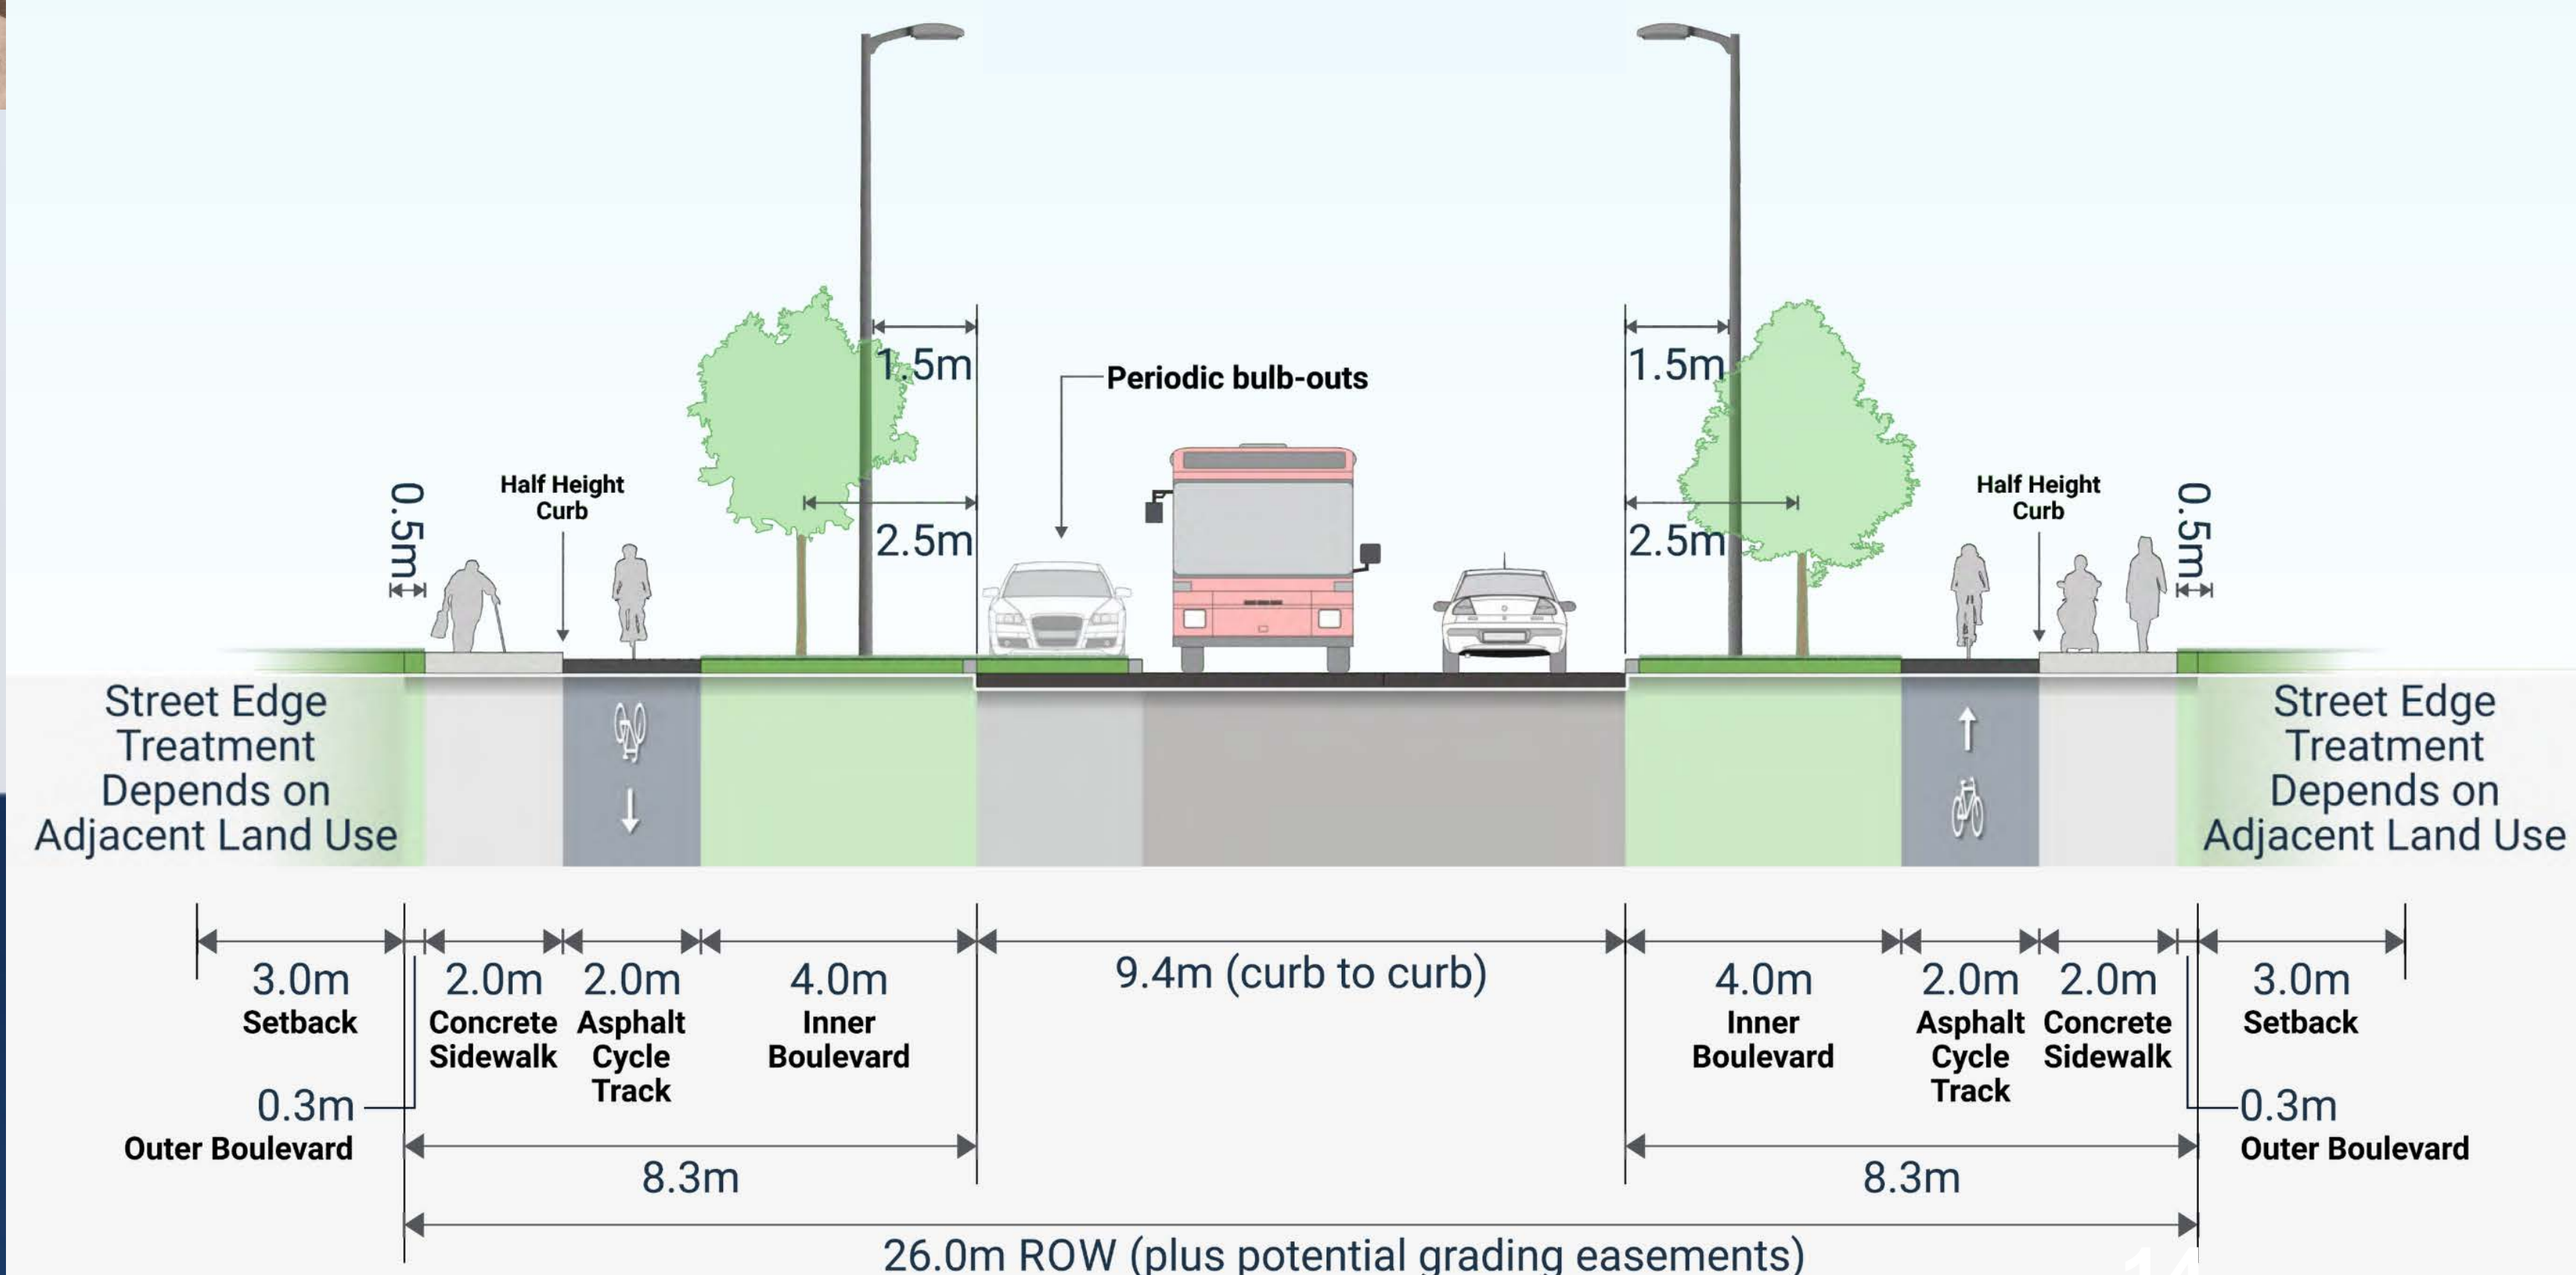 1.5m
1.5m
Periodic bulb-outs
0.5m
Half Height
Curb
2.5m
2.5m
Half Height
Curb
0.5m
Street Edge
Treatment
Depends on
Adjacent Land Use
Street Edge
Treatment
Depends on
Adjacent Land Use
3.0m
Setback
2.0m
Concrete
Sidewalk
2.0m
Asphalt
Cycle
Track
4.0m
Inner
Boulevard
9.4m (curb to curb)
4.0m
Inner
Boulevard
2.0m
Asphalt
Cycle
Track
2.0m
Concrete
Sidewalk
3.0m
Setback
0.3m
Outer Boulevard
0.3m
Outer Boulevard
8.3m
8.3m
26.0m ROW (plus potential grading easements)